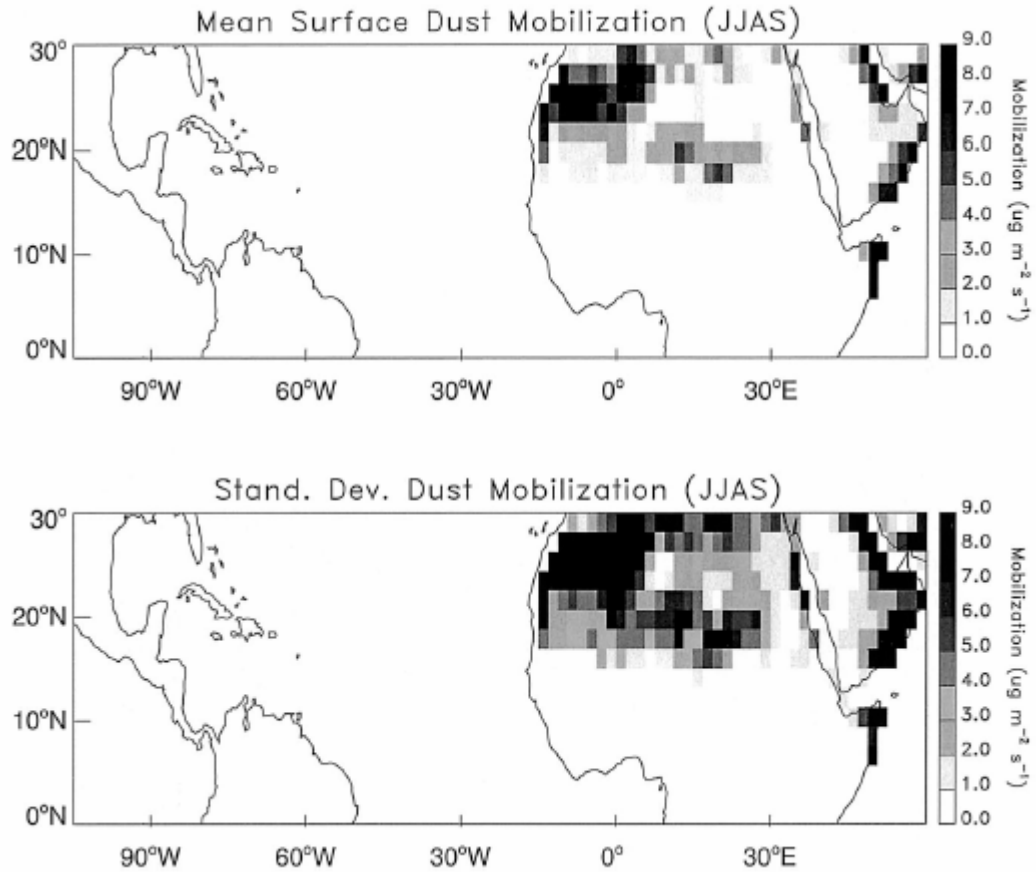 Mean Surface Dust Mobilization (JJAS)
30°
20°N
10°N
0°N
90°W
60°W
30°W
0°
30°E
9.0
8.0
7.0
6.0
5.0
4.0
3.0
2.0
1.0
0.0
Mobilization (ug m⁻² s⁻¹)
Stand. Dev. Dust Mobilization (JJAS)
30°
20°N
10°N
0°N
90°W
60°W
30°W
0°
30°E
9.0
8.0
7.0
6.0
5.0
4.0
3.0
2.0
1.0
0.0
Mobilization (ug m⁻² s⁻¹)